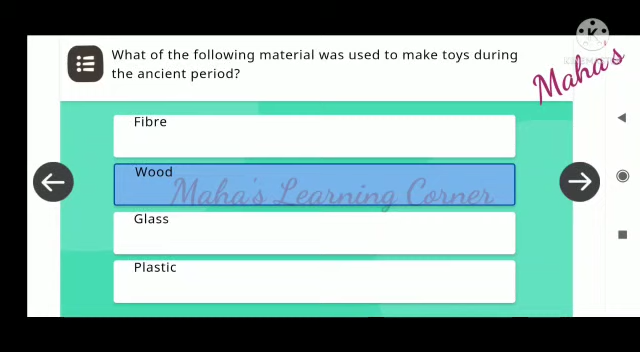 What of the following material was used to make toys during
the ancient period?
Maha's
Fibre
Wood
Maha's Learning Corner
Glass
Plastic